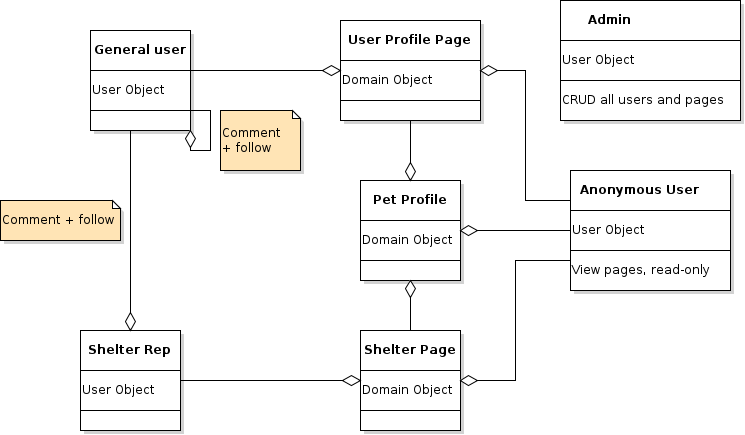 General user
User Object
Comment
+ follow
User Profile Page
Domain Object
Admin
User Object
CRUD all users and pages
Pet Profile
Domain Object
Anonymous User
User Object
View pages, read-only
Comment + follow
Shelter Rep
User Object
Shelter Page
Domain Object